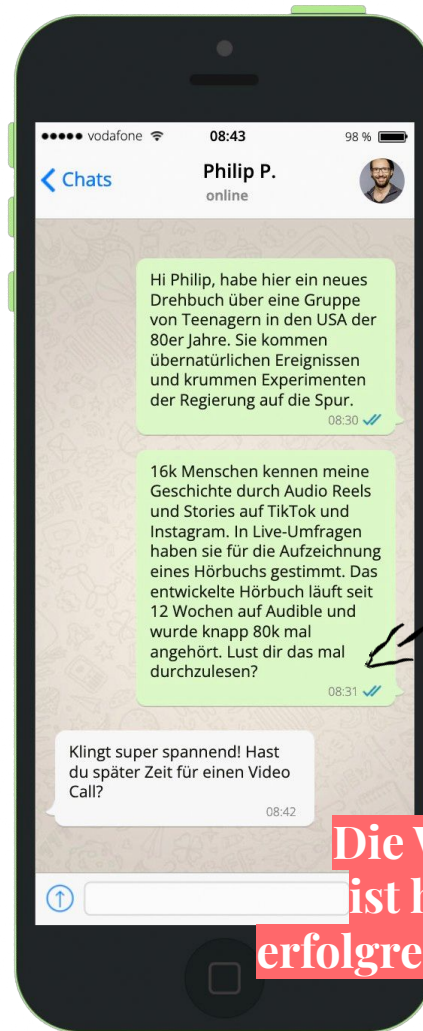 vodafone 08:43 98 %
Chats Philip P.
online
Hi Philip, habe hier ein neues
Drehbuch über eine Gruppe
von Teenagern in den USA der
80er Jahre. Sie kommen
übernatürlichen Ereignissen
und krummen Experimenten
der Regierung auf die Spur.
08:30
16k Menschen kennen meine
Geschichte durch Audio Reels
und Stories auf TikTok und
Instagram. In Live-Umfragen
haben sie für die Aufzeichnung
eines Hörbuchs gestimmt. Das
entwickelte Hörbuch läuft seit
12 Wochen auf Audible und
wurde knapp 80k mal
angehört. Lust dir das mal
durchzulesen?
08:31
Klingt super spannend! Hast
du später Zeit für einen Video
Call?
08:42
Die
ist